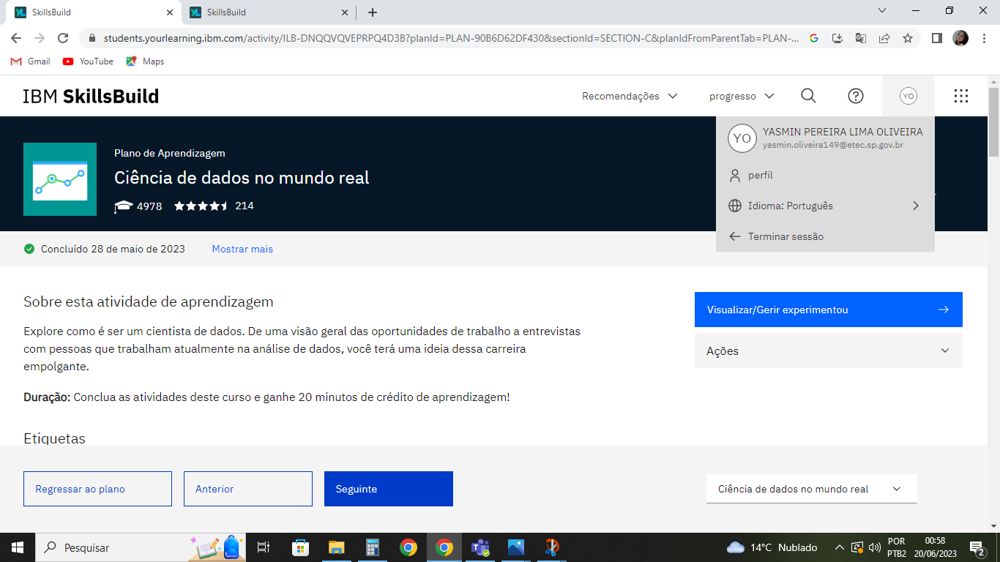 SkillsBuild
SkillsBuild
students.yourlearning.ibm.com/activity/ILB-DNQQVQVEPRPQ4D3B?planId=PLAN-90B6D62DF430&sectionId=SECTION-C&planIdFromParentTab=PLAN-...
Gmail
YouTube
Maps
IBM SkillsBuild
Recomendações
progresso
YO
YO
YASMIN PEREIRA LIMA OLIVEIRA
yasmin.oliveira149@etec.sp.gov.br
perfil
Idioma: Português
Terminar sessão
Plano de Aprendizagem
Ciência de dados no mundo real
4978
214
Concluído 28 de maio de 2023
Mostrar mais
Sobre esta atividade de aprendizagem
Explore como é ser um cientista de dados. De uma visão geral das oportunidades de trabalho a entrevistas
com pessoas que trabalham atualmente na análise de dados, você terá uma ideia dessa carreira
empolgante.
Duração: Conclua as atividades deste curso e ganhe 20 minutos de crédito de aprendizagem!
Etiquetas
Visualizar/Gerir experimentou
Ações
Regressar ao plano
Anterior
Seguinte
Ciência de dados no mundo real
Pesquisar
14°C Nublado
POR
PTB2
00:58
20/06/2023
2